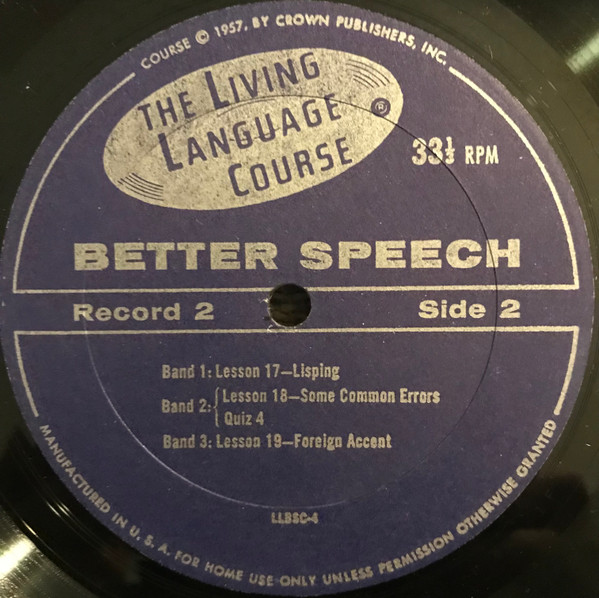 COURSE © 1957, BY CROWN PUBLISHERS, INC.
THE LIVING
LANGUAGE ®
COURSE
33⅓ RPM
BETTER SPEECH
Record 2
Side 2
Band 1: Lesson 17—Lisping
Band 2: { Lesson 18—Some Common Errors
Quiz 4
Band 3: Lesson 19—Foreign Accent
LLBSC-4
MANUFACTURED IN U. S. A. FOR HOME USE ONLY UNLESS PERMISSION OTHERWISE GRANTED